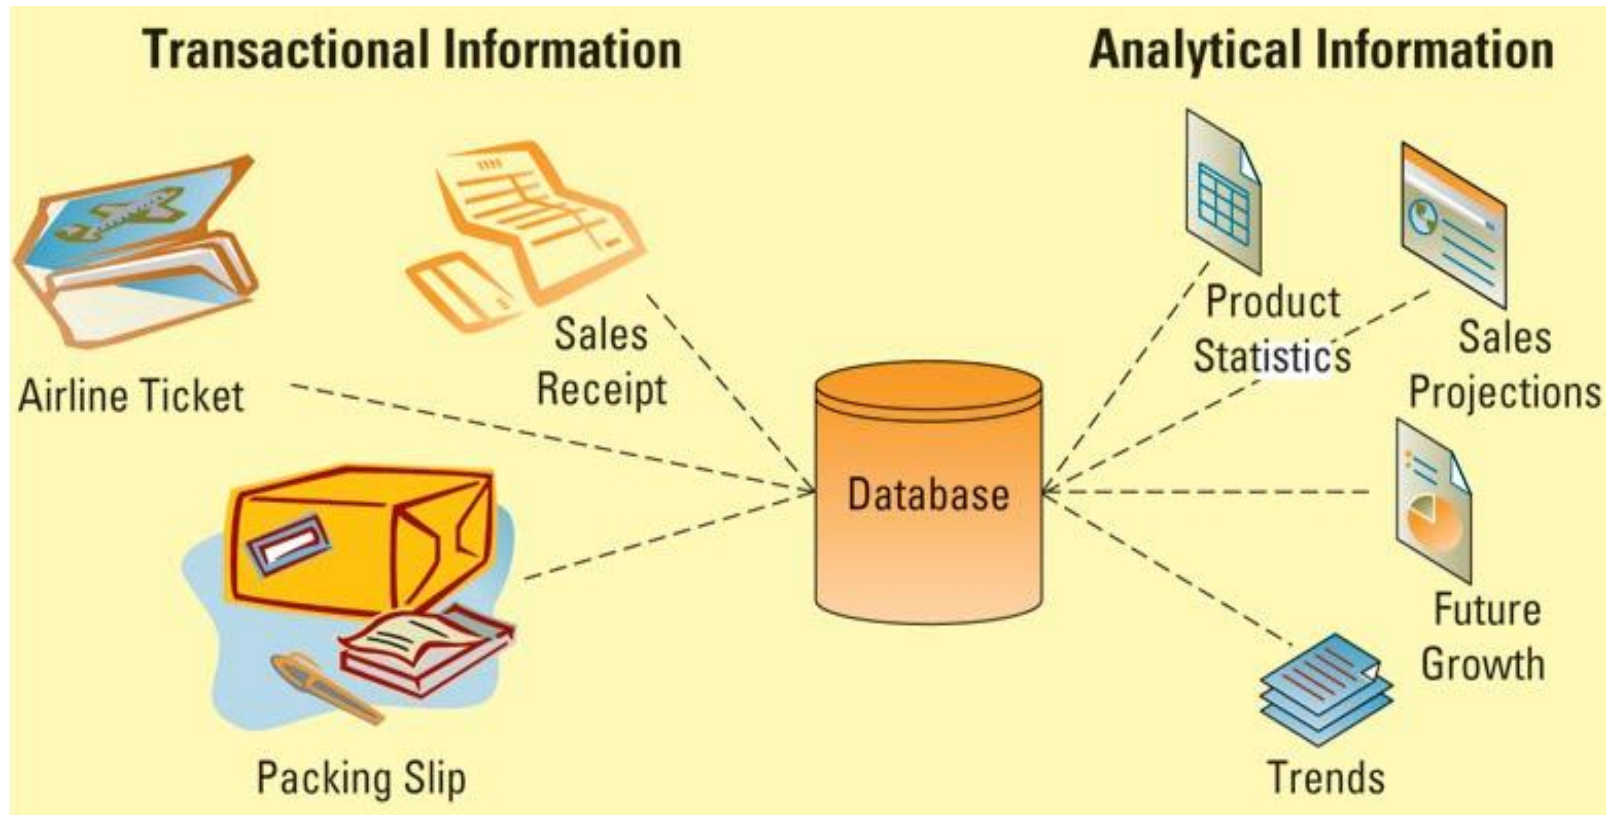 Transactional Information
Analytical Information
Airline Ticket
Sales
Receipt
Packing Slip
Database
Product
Statistics
Sales
Projections
Future
Growth
Trends